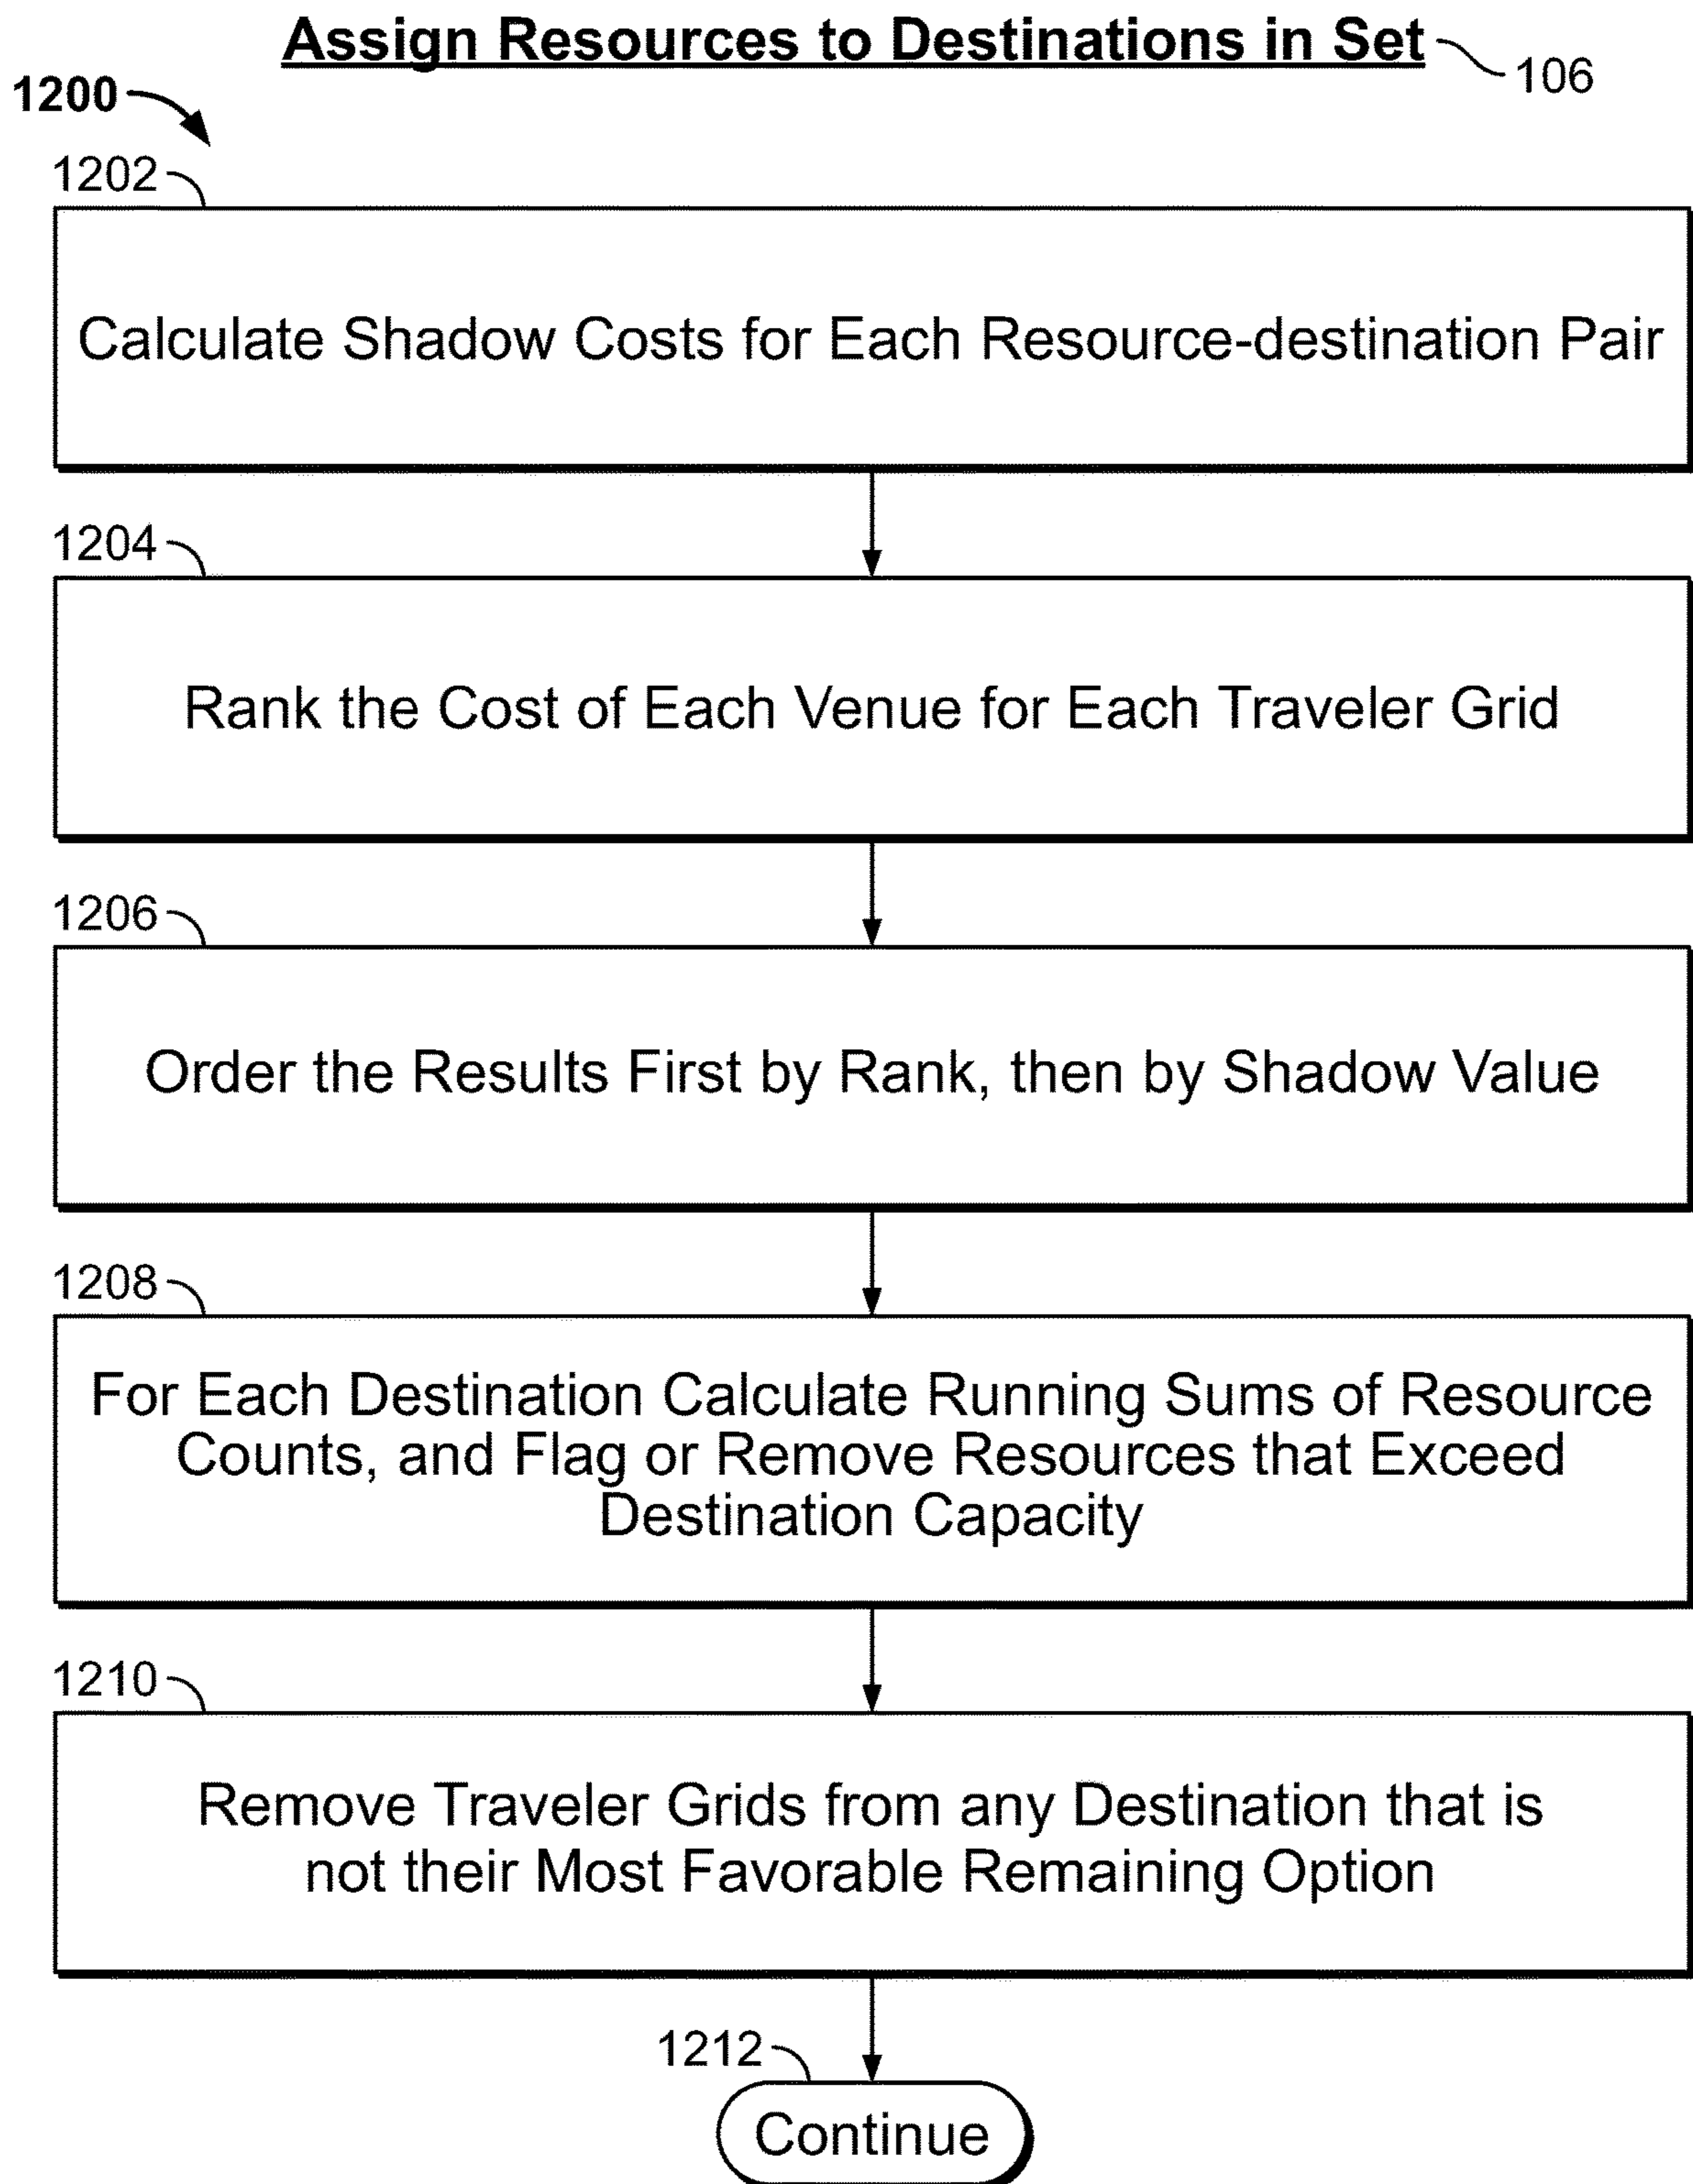 Assign Resources to Destinations in Set
106
1200
1202
Calculate Shadow Costs for Each Resource-destination Pair
1204
Rank the Cost of Each Venue for Each Traveler Grid
1206
Order the Results First by Rank, then by Shadow Value
1208
For Each Destination Calculate Running Sums of Resource
Counts, and Flag or Remove Resources that Exceed
Destination Capacity
1210
Remove Traveler Grids from any Destination that is
not their Most Favorable Remaining Option
1212
Continue